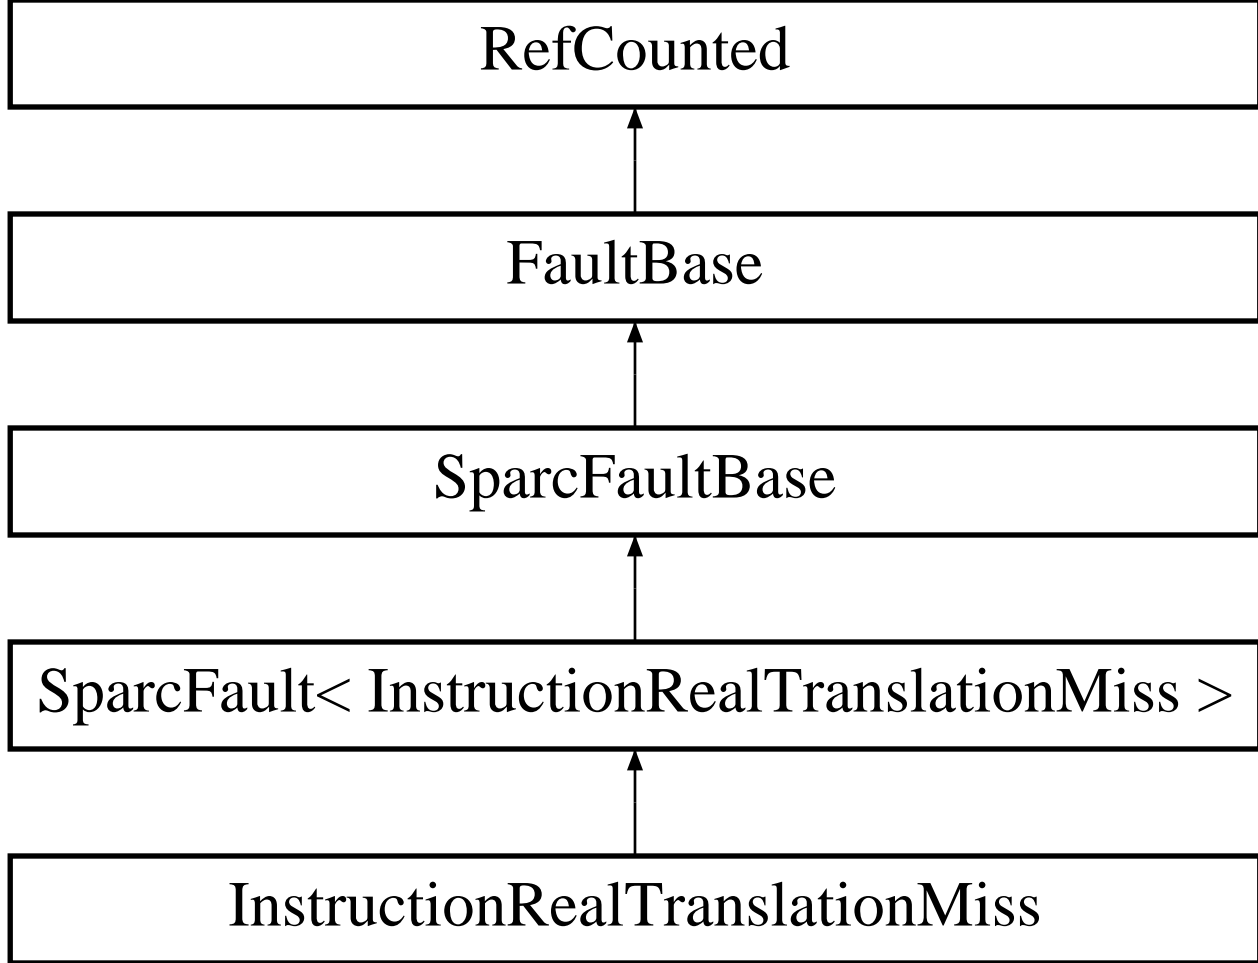 RefCounted
FaultBase
SparcFaultBase
SparcFault< InstructionRealTranslationMiss >
InstructionRealTranslationMiss